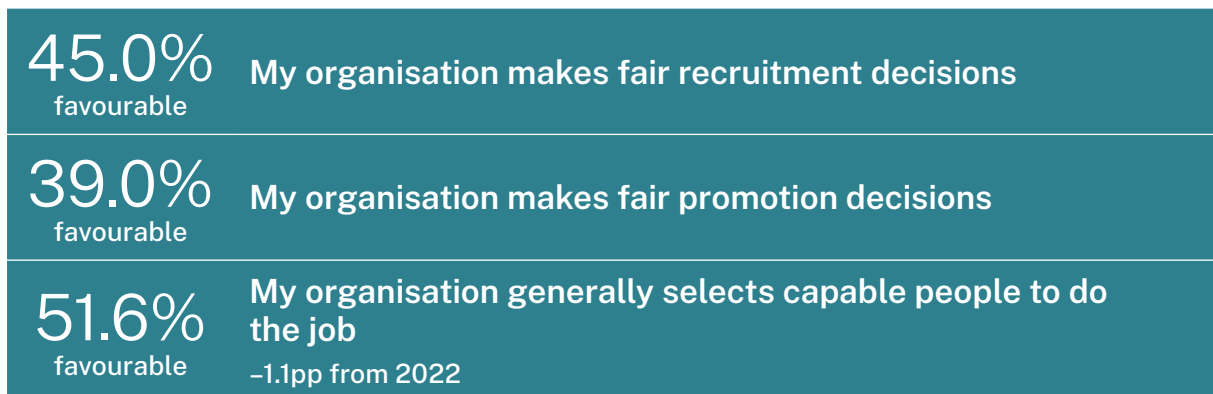 45.0%
favourable
My organisation makes fair recruitment decisions
39.0%
favourable
My organisation makes fair promotion decisions
51.6%
favourable
My organisation generally selects capable people to do
the job
–1.1pp from 2022